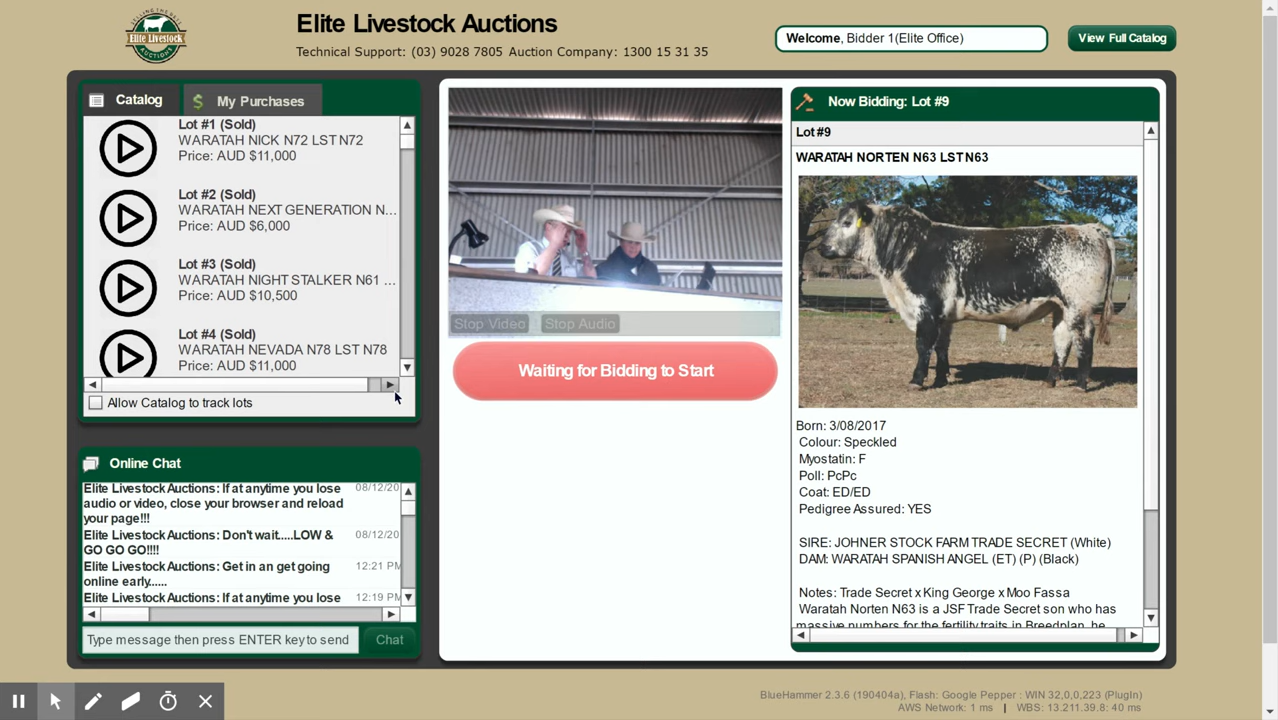 Elite Livestock Auctions
Technical Support: (03) 9028 7805 Auction Company: 1300 15 31 35
Elite Livestock
AUCTIONS
Welcome, Bidder 1(Elite Office)
View Full Catalog
Catalog
My Purchases
Lot #1 (Sold)
WARATAH NICK N72 LST N72
Price: AUD $11,000
Lot #2 (Sold)
WARATAH NEXT GENERATION N...
Price: AUD $6,000
Lot #3 (Sold)
WARATAH NIGHT STALKER N61 ...
Price: AUD $10,500
Lot #4 (Sold)
WARATAH NEVADA N78 LST N78
Price: AUD $11,000
Allow Catalog to track lots
Online Chat
Elite Livestock Auctions: If at anytime you lose 08/12/20
audio or video, close your browser and reload
your page!!!
Elite Livestock Auctions: Don't wait.....LOW & 08/12/20
GO GO GO!!!!
Elite Livestock Auctions: Get in an get going 12:21 PM
online early......
Elite Livestock Auctions: If at anytime you lose 12:19 PM
Type message then press ENTER key to send
Chat
Stop Video
Stop Audio
Waiting for Bidding to Start
Now Bidding: Lot #9
Lot #9
WARATAH NORTEN N63 LST N63
Born: 3/08/2017
Colour: Speckled
Myostatin: F
Poll: PcPc
Coat: ED/ED
Pedigree Assured: YES
SIRE: JOHNER STOCK FARM TRADE SECRET (White)
DAM: WARATAH SPANISH ANGEL (ET) (P) (Black)
Notes: Trade Secret x King George x Moo Fassa
Waratah Norten N63 is a JSF Trade Secret son who has
massive numbers for the fertility traits in Breedplan, he
BlueHammer 2.3.6 (190404a), Flash: Google Pepper : WIN 32,0,0,223 (PlugIn)
AWS Network: 1 ms | WBS: 13.211.39.8: 40 ms